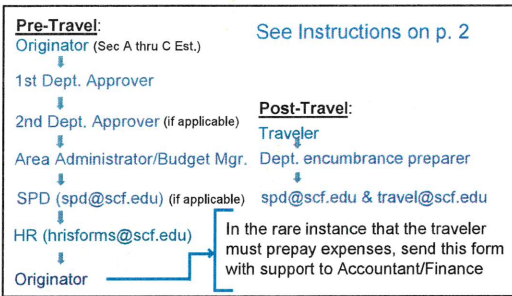 Pre-Travel:
Originator (Sec A thru C Est.)
See Instructions on p. 2
1st Dept. Approver
2nd Dept. Approver (if applicable)
Area Administrator/Budget Mgr.
SPD (spd@scf.edu) (if applicable)
HR (hrisforms@scf.edu)
Originator
Post-Travel:
Traveler
Dept. encumbrance preparer
spd@scf.edu & travel@scf.edu
In the rare instance that the traveler
must prepay expenses, send this form
with support to Accountant/Finance